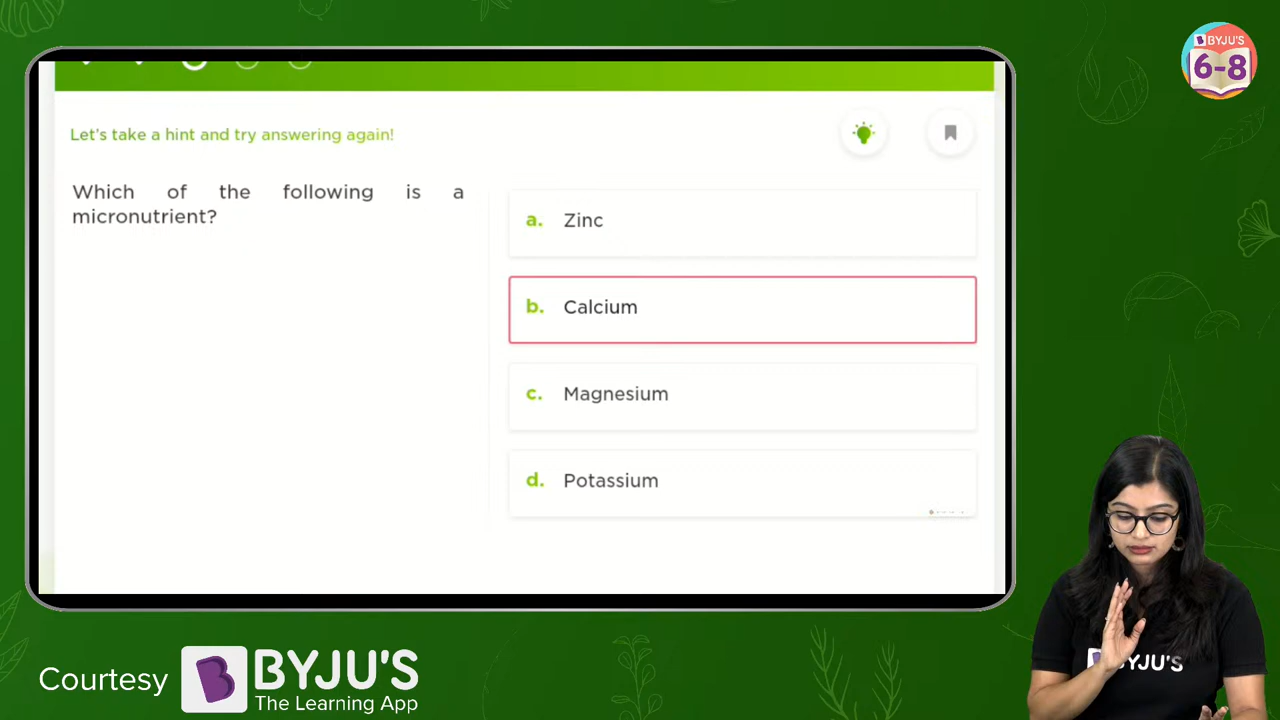 BYJU'S
6-8
Let's take a hint and try answering again!
Which of the following is a
micronutrient?
a. Zinc
b. Calcium
c. Magnesium
d. Potassium
Courtesy BYJU'S
The Learning App
BYJU'S